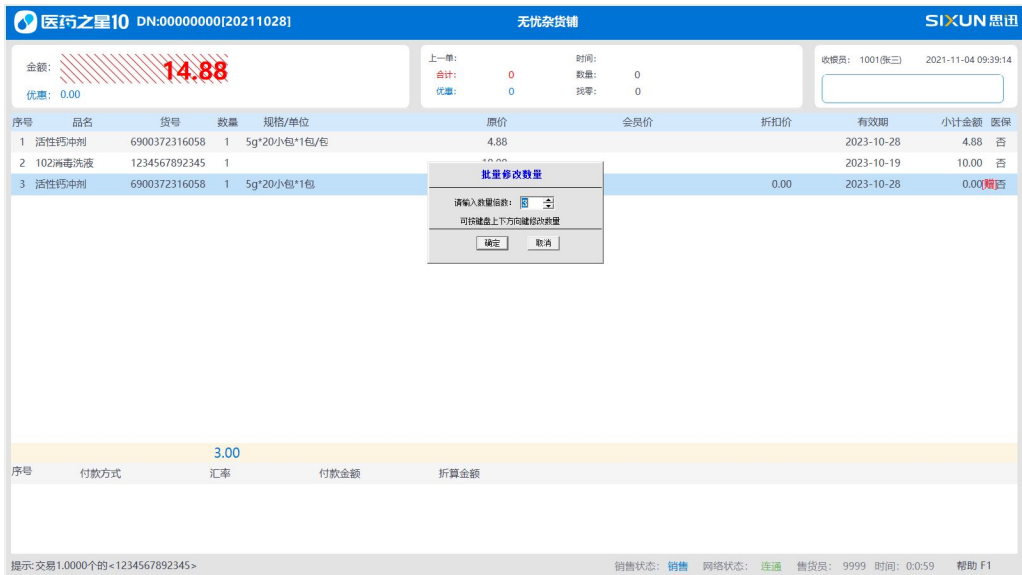 医药之星10 DN:00000000[20211028] 无忧杂货铺 SIXUN思迅
金额: 14.88
优惠: 0.00
上一单: 时间:
合计: 0 数量: 0
优惠: 0 找零: 0
收银员: 1001(张三) 2021-11-04 09:39:14
序号 品名 货号 数量 规格/单位 原价 会员价 折扣价 有效期 小计金额 医保
1 活性钙冲剂 6900372316058 1 5g*20小包*1包/包 4.88 2023-10-28 4.88 否
2 102消毒洗液 1234567892345 1 10.00 2023-10-19 10.00 否
3 活性钙冲剂 6900372316058 1 5g*20小包*1包 0.00 2023-10-28 0.00[赠]否
批量修改数量
请输入数量倍数: 3
可按键盘上下方向键修改数量
确定 取消
3.00
序号 付款方式 汇率 付款金额 折算金额
提示:交易1.0000个的<1234567892345> 销售状态: 销售 网络状态: 连通 售货员: 9999 时间: 0:0:59 帮助 F1